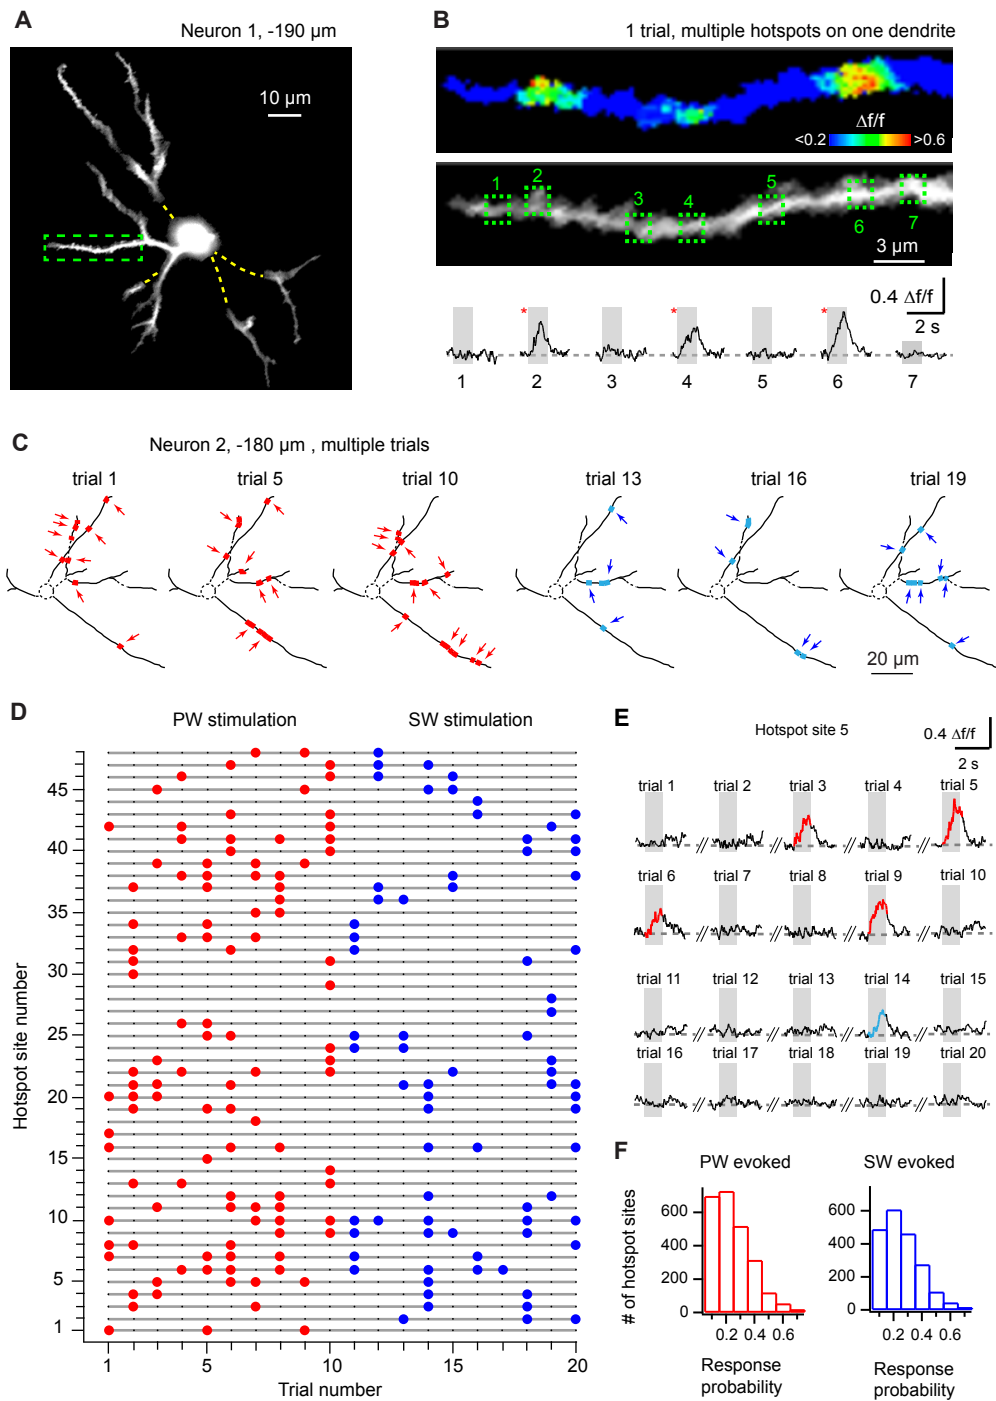 A
Neuron 1, -190 µm
10 µm
B
1 trial, multiple hotspots on one dendrite
Δf/f
<0.2 >0.6
1 2 3 4 5 6 7
3 µm
0.4 Δf/f
2 s
* * *
1 2 3 4 5 6 7
C
Neuron 2, -180 µm , multiple trials
trial 1 trial 5 trial 10 trial 13 trial 16 trial 19
20 µm
D
PW stimulation SW stimulation
Hotspot site number
45
40
35
30
25
20
15
10
5
1
1 5 10 15 20
Trial number
E
Hotspot site 5
0.4 Δf/f
2 s
trial 1 trial 2 trial 3 trial 4 trial 5
// // // //
trial 6 trial 7 trial 8 trial 9 trial 10
// // // //
trial 11 trial 12 trial 13 trial 14 trial 15
// // // //
trial 16 trial 17 trial 18 trial 19 trial 20
// // // //
F
PW evoked SW evoked
# of hotspot sites
600
400
200
0
0.2 0.4 0.6
Response
probability
600
400
200
0
0.2 0.4 0.6
Response
probability